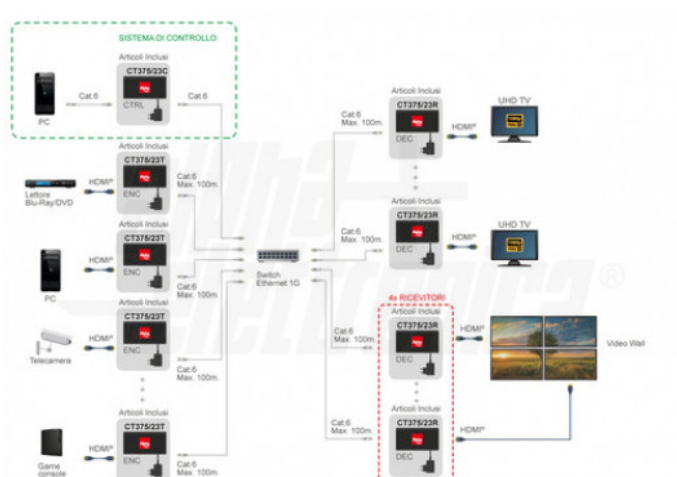 SISTEMA DI CONTROLLO
Articoli Inclusi
CT375/23C
CTRL
Cat.6
Cat.6
PC
Articoli Inclusi
CT375/23T
ENC
HDMI®
Lettore
Blu-Ray/DVD
Cat.6
Max. 100m.
Articoli Inclusi
CT375/23T
ENC
HDMI®
PC
Cat.6
Max. 100m.
Articoli Inclusi
CT375/23T
ENC
HDMI®
Telecamera
Cat.6
Max. 100m.
Articoli Inclusi
CT375/23T
ENC
HDMI®
Game
console
Cat.6
Max. 100m.
Switch
Ethernet 1G
Articoli Inclusi
CT375/23R
DEC
Cat.6
Max. 100m.
HDMI®
UHD TV
Articoli Inclusi
CT375/23R
DEC
Cat.6
Max. 100m.
HDMI®
UHD TV
4x RICEVITORI
Articoli Inclusi
CT375/23R
DEC
Cat.6
Max. 100m.
HDMI®
Video Wall
Articoli Inclusi
CT375/23R
DEC
Cat.6
Max. 100m.
HDMI®
alpha
elettronica®